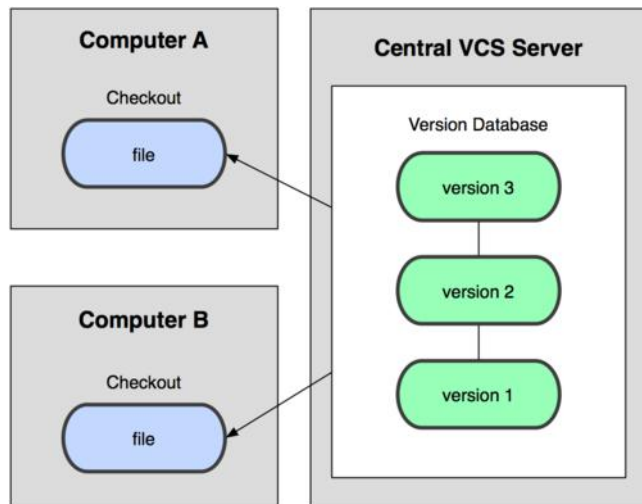 Computer A
Checkout
file
Computer B
Checkout
file
Central VCS Server
Version Database
version 3
version 2
version 1